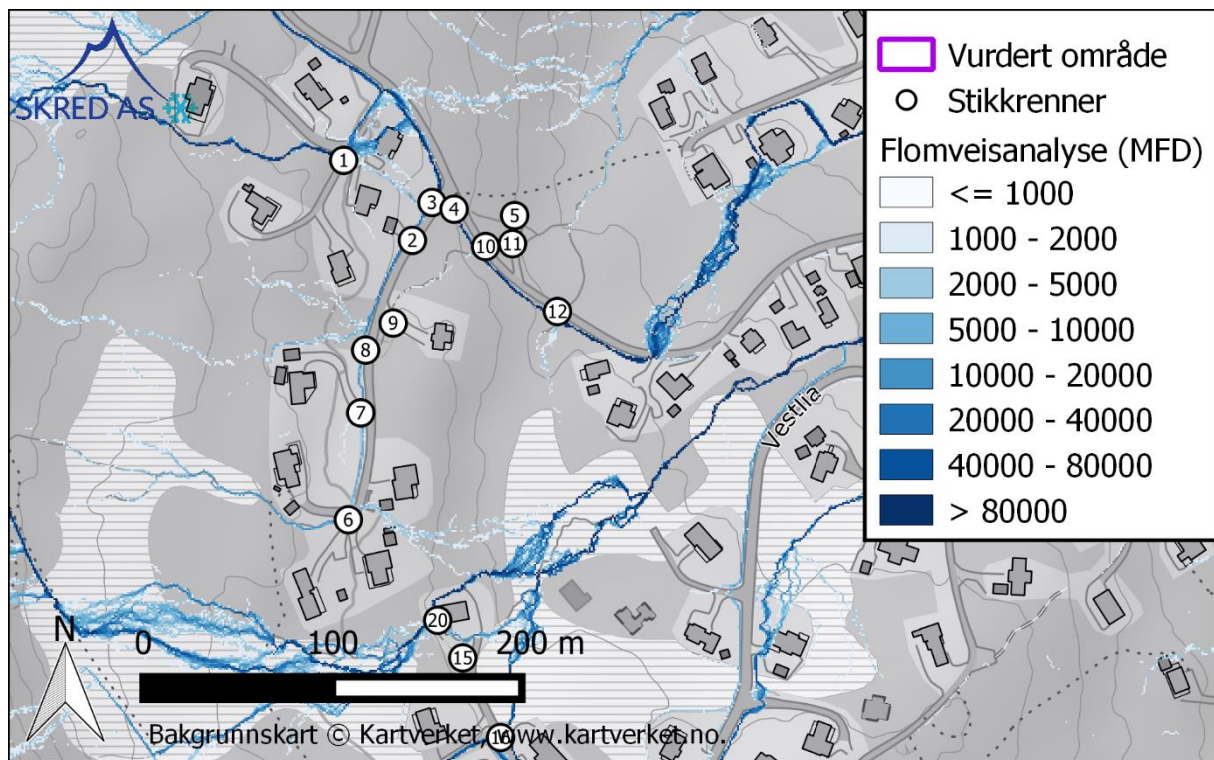 SKRED AS
Vurdert område
Stikkrenner
Flomveisanalyse (MFD)
<= 1000
1000 - 2000
2000 - 5000
5000 - 10000
10000 - 20000
20000 - 40000
40000 - 80000
> 80000
1
3
4
5
2
10
11
12
9
8
7
Vestlia
6
20
15
N
0
100
200 m
16
Bakgrunnskart © Kartverket, www.kartverket.no.